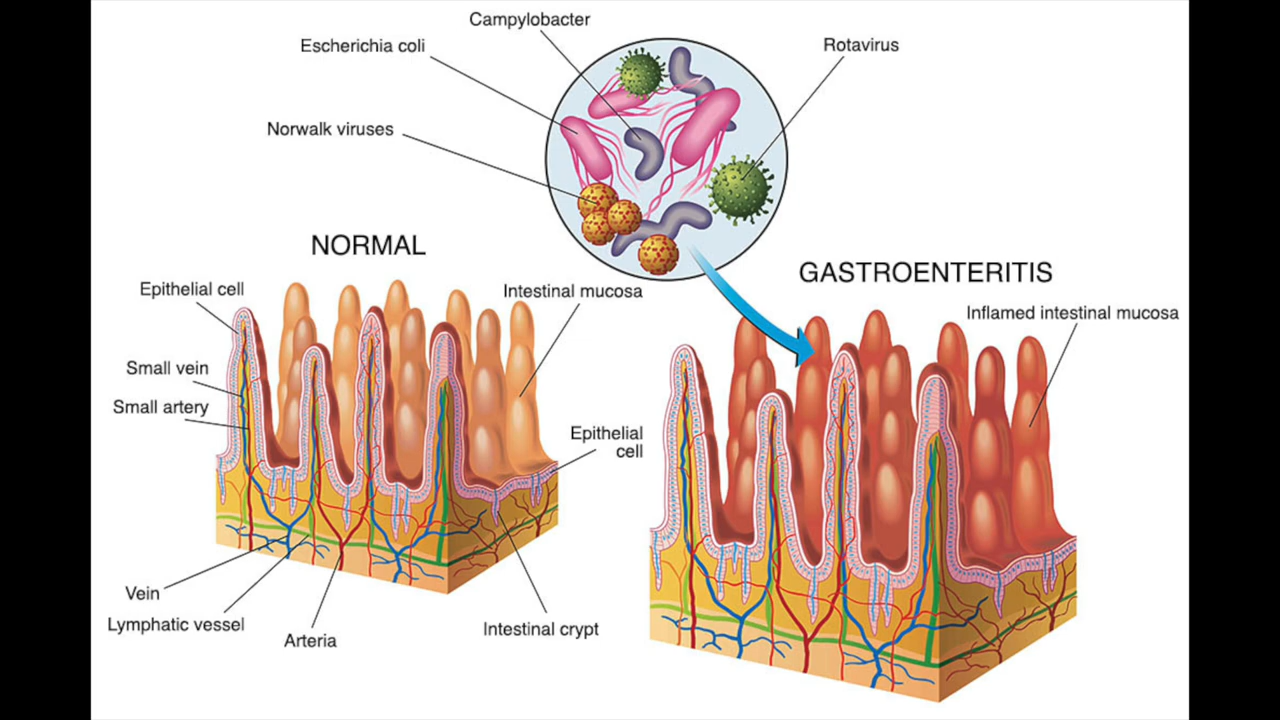 Campylobacter
Escherichia coli
Rotavirus
Norwalk viruses
NORMAL
GASTROENTERITIS
Epithelial cell
Intestinal mucosa
Inflamed intestinal mucosa
Small vein
Small artery
Epithelial
cell
Vein
Lymphatic vessel
Arteria
Intestinal crypt